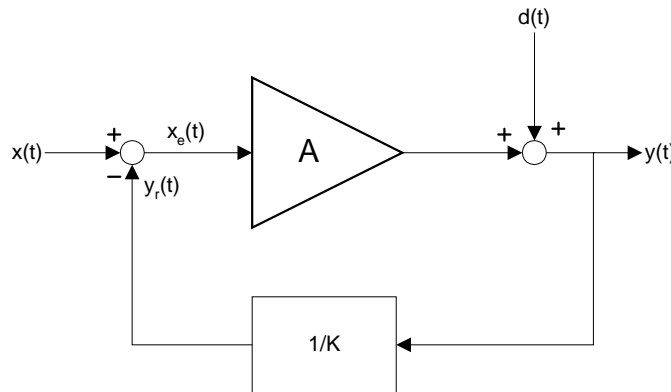 d(t)
+
x_e(t)
+
+
x(t)
A
y(t)
−
y_r(t)
1/K